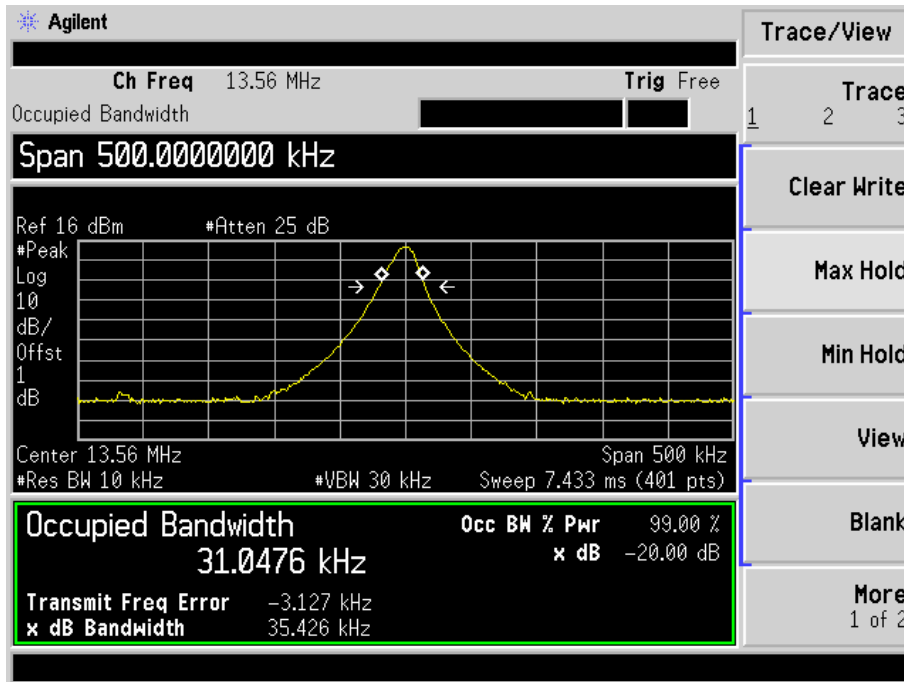 Agilent
Trace/View
Ch Freq 13.56 MHz Trig Free
Occupied Bandwidth
Trace
1 2 3
Span 500.0000000 kHz
Clear Write
Ref 16 dBm #Atten 25 dB
#Peak
Log
10
dB/
Offst
1
dB
Max Hold
Min Hold
View
Center 13.56 MHz Span 500 kHz
#Res BW 10 kHz #VBW 30 kHz Sweep 7.433 ms (401 pts)
Occupied Bandwidth Occ BW % Pwr 99.00 %
31.0476 kHz x dB -20.00 dB
Blank
Transmit Freq Error -3.127 kHz
x dB Bandwidth 35.426 kHz
More
1 of 2